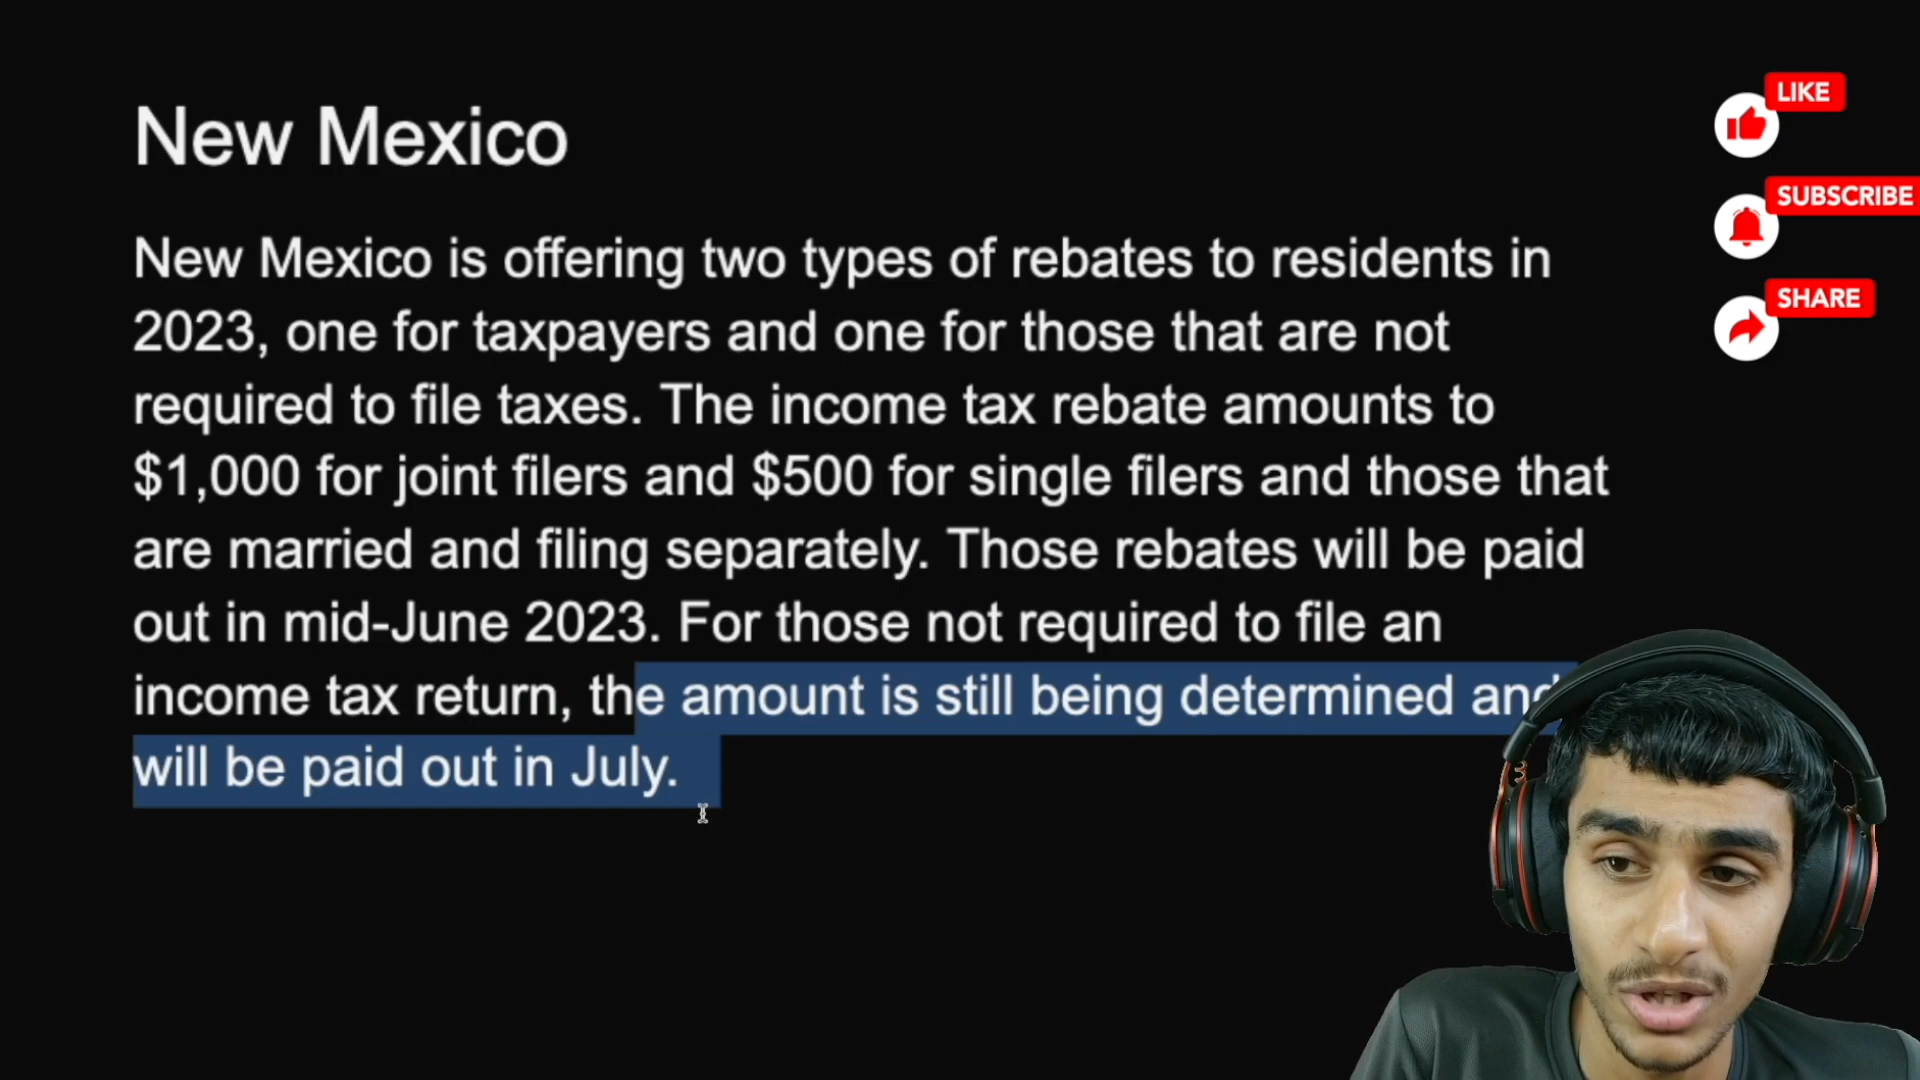 New Mexico
New Mexico is offering two types of rebates to residents in
2023, one for taxpayers and one for those that are not
required to file taxes. The income tax rebate amounts to
$1,000 for joint filers and $500 for single filers and those that
are married and filing separately. Those rebates will be paid
out in mid-June 2023. For those not required to file an
income tax return, the amount is still being determined and
will be paid out in July.
LIKE
SUBSCRIBE
SHARE